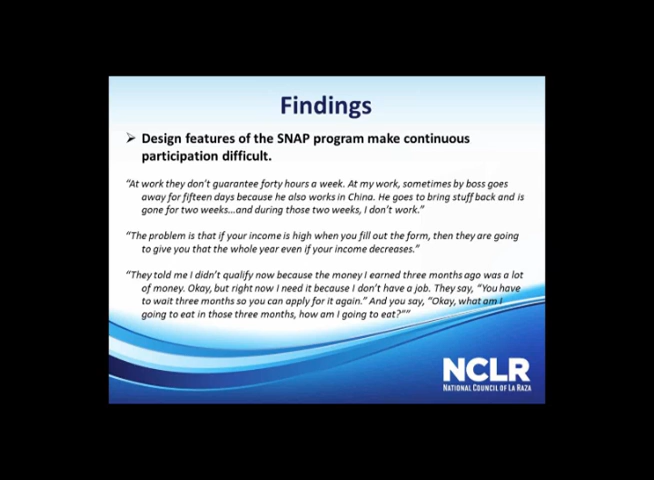 Findings
➢ Design features of the SNAP program make continuous
participation difficult.
“At work they don’t guarantee forty hours a week. At my work, sometimes by boss goes
away for fifteen days because he also works in China. He goes to bring stuff back and is
gone for two weeks…and during those two weeks, I don’t work.”
“The problem is that if your income is high when you fill out the form, then they are going
to give you that the whole year even if your income decreases.”
“They told me I didn’t qualify now because the money I earned three months ago was a lot
of money. Okay, but right now I need it because I don’t have a job. They say, “You have
to wait three months so you can apply for it again.” And you say, “Okay, what am I
going to eat in those three months, how am I going to eat?””
NCLR
NATIONAL COUNCIL OF LA RAZA